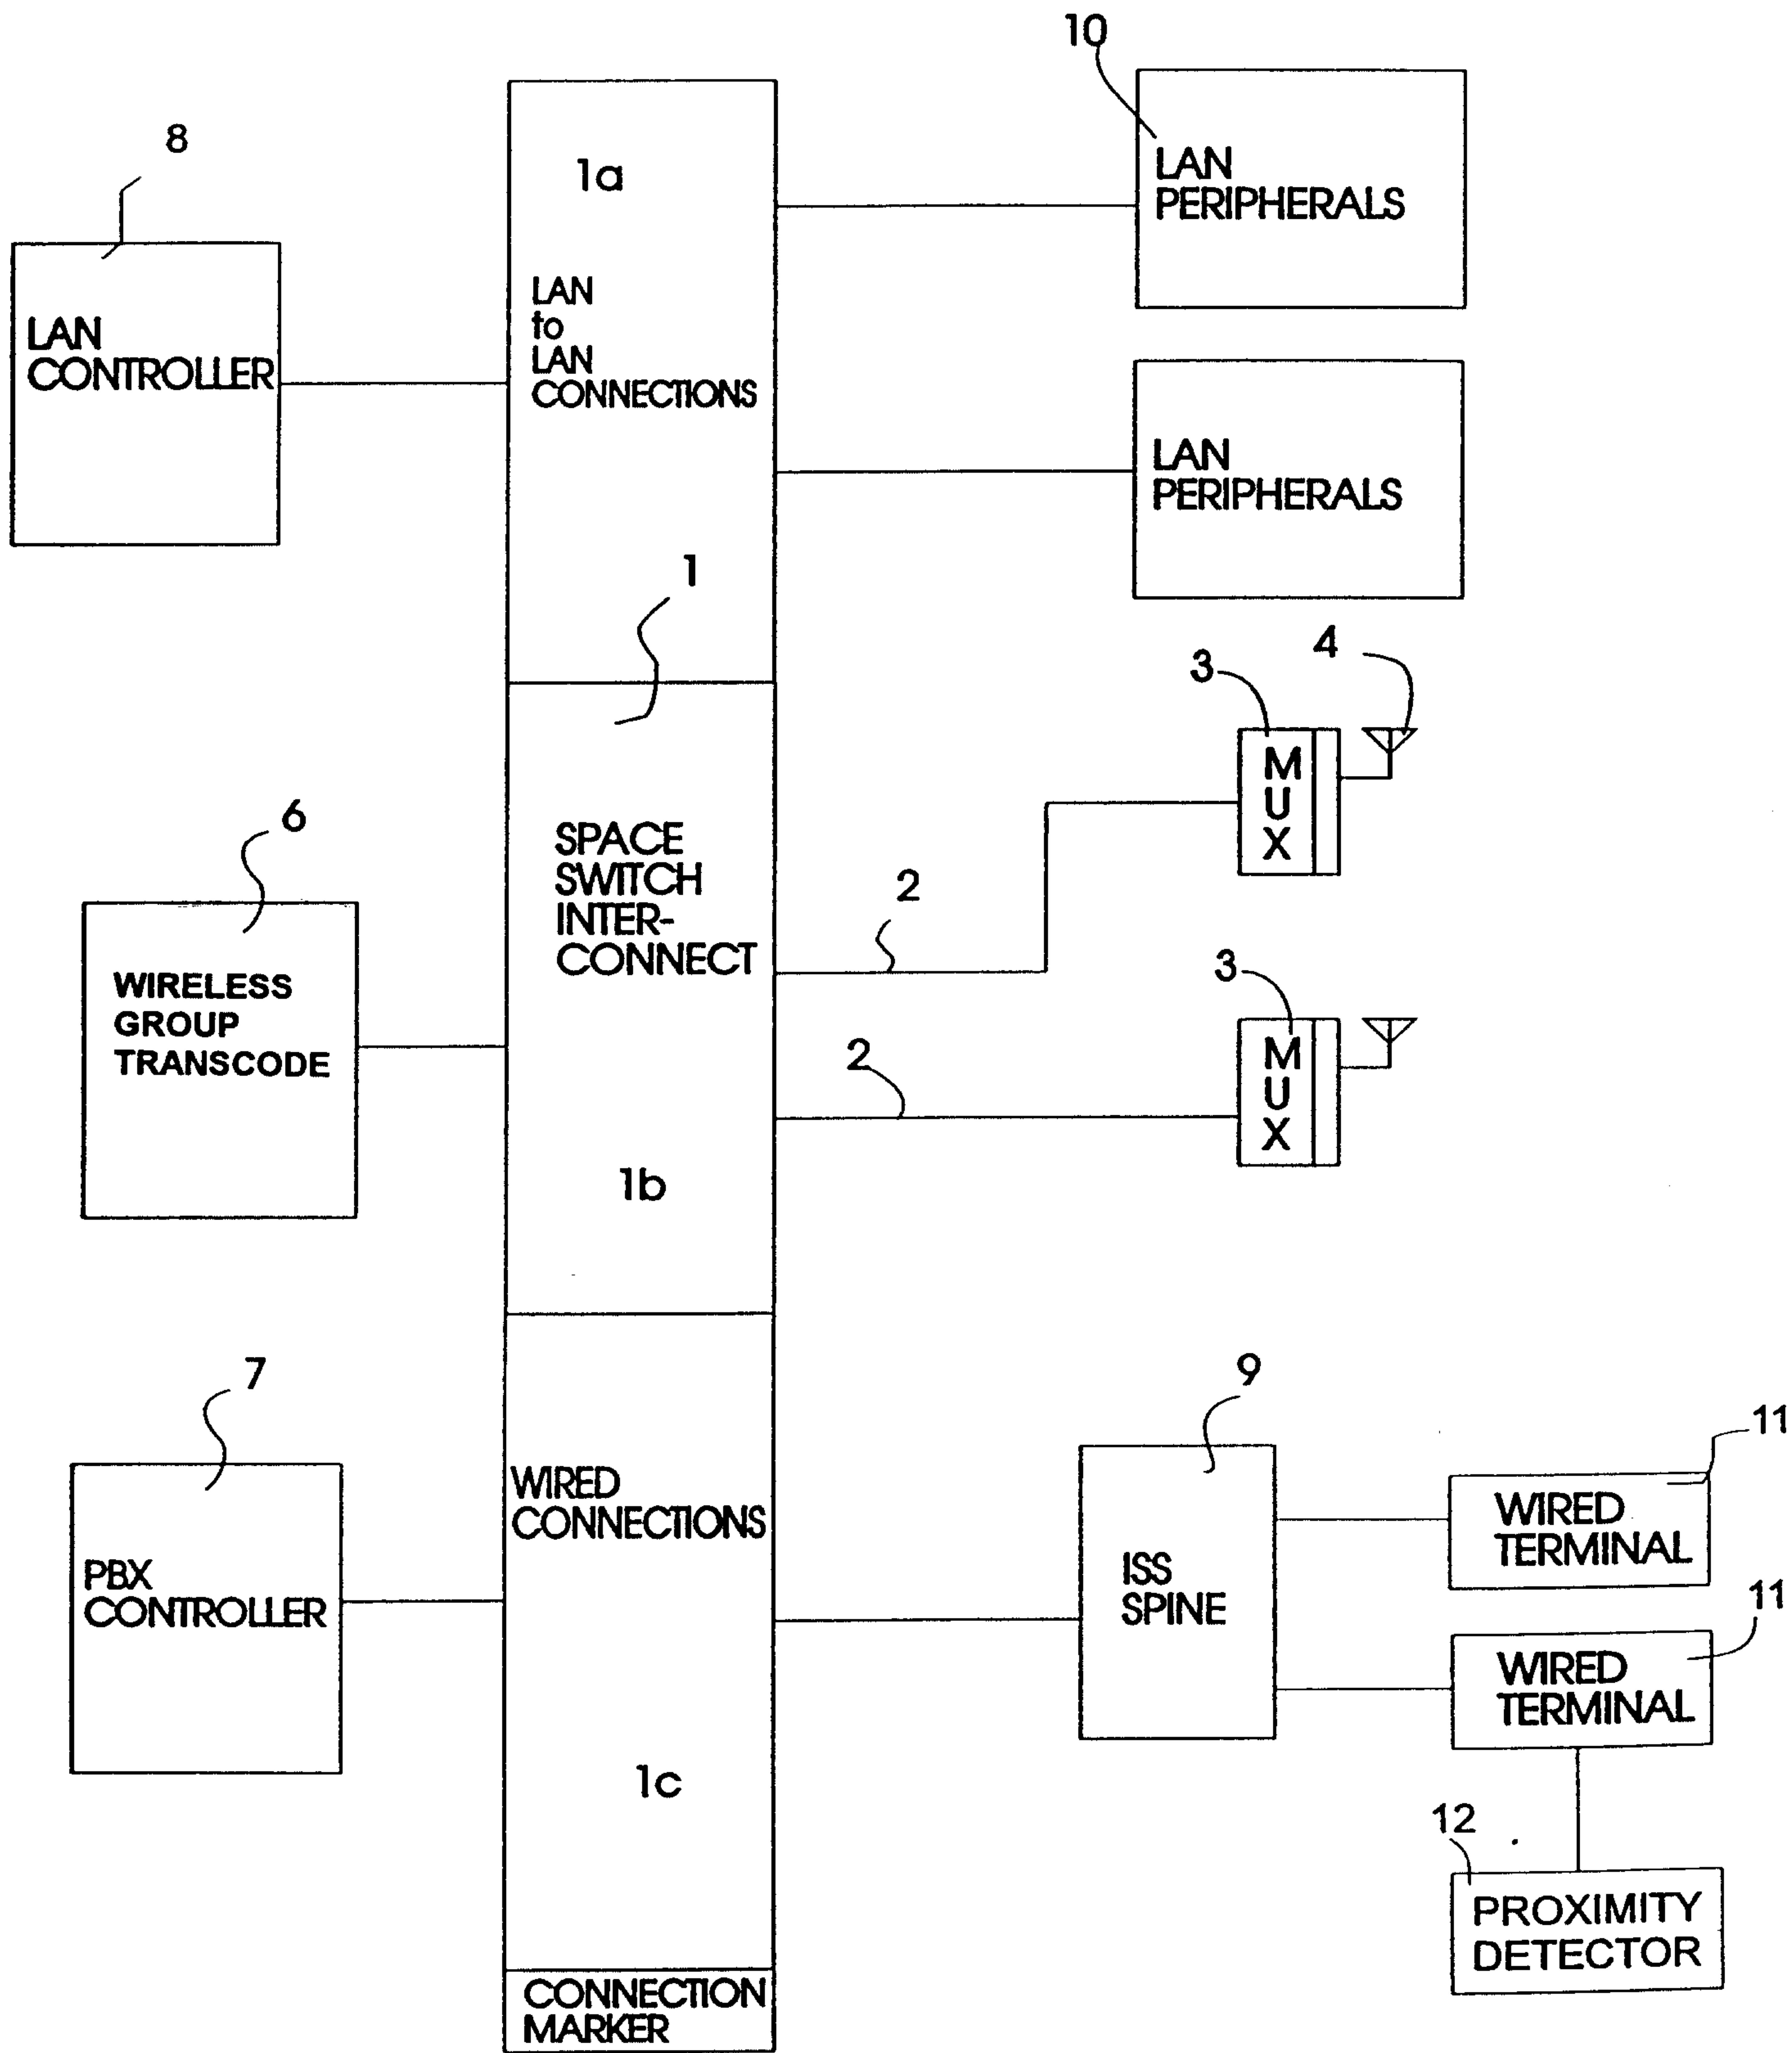 10
8
1a
LAN
PERIPHERALS
LAN
to
LAN
CONNECTIONS
LAN
CONTROLLER
LAN
PERIPHERALS
1
3
4
MUX
6
SPACE
SWITCH
INTER-
CONNECT
2
WIRELESS
GROUP
TRANSCODE
3
MUX
2
1b
7
9
11
WIRED
CONNECTIONS
WIRED
TERMINAL
PBX
CONTROLLER
ISS
SPINE
11
WIRED
TERMINAL
1c
12
PROXIMITY
DETECTOR
CONNECTION
MARKER